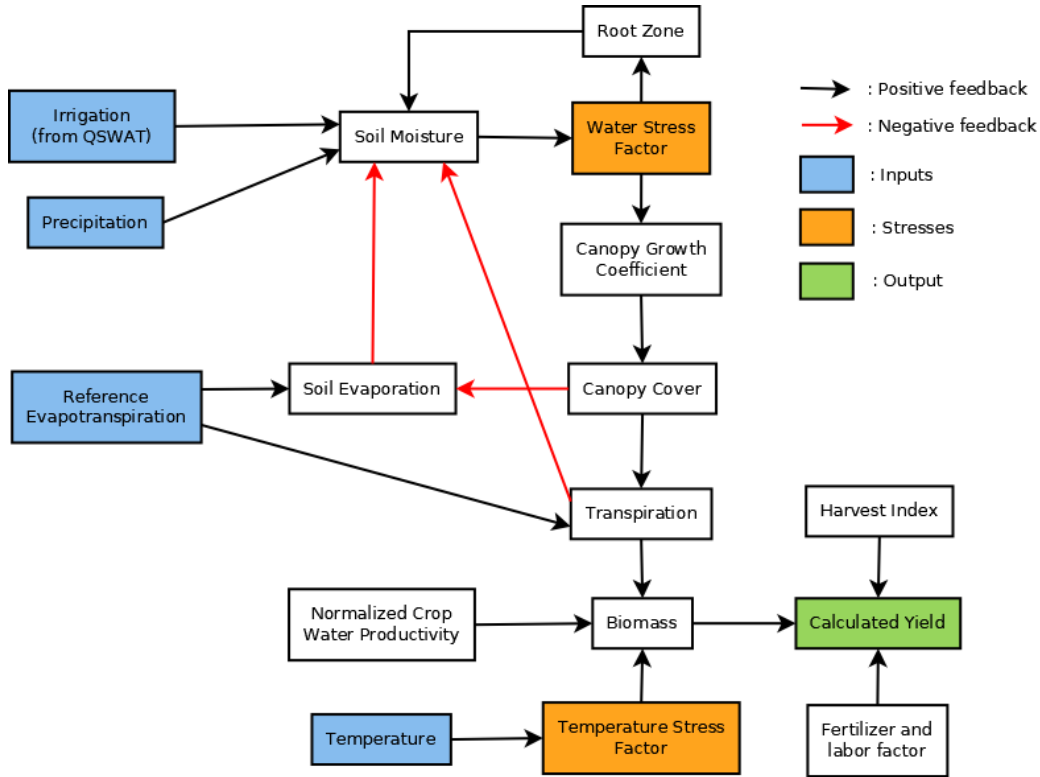 Root Zone
Irrigation
(from QSWAT)
Soil Moisture
Water Stress
Factor
: Positive feedback
: Negative feedback
: Inputs
: Stresses
: Output
Precipitation
Canopy Growth
Coefficient
Reference
Evapotranspiration
Soil Evaporation
Canopy Cover
Transpiration
Harvest Index
Normalized Crop
Water Productivity
Biomass
Calculated Yield
Temperature
Temperature Stress
Factor
Fertilizer and
labor factor